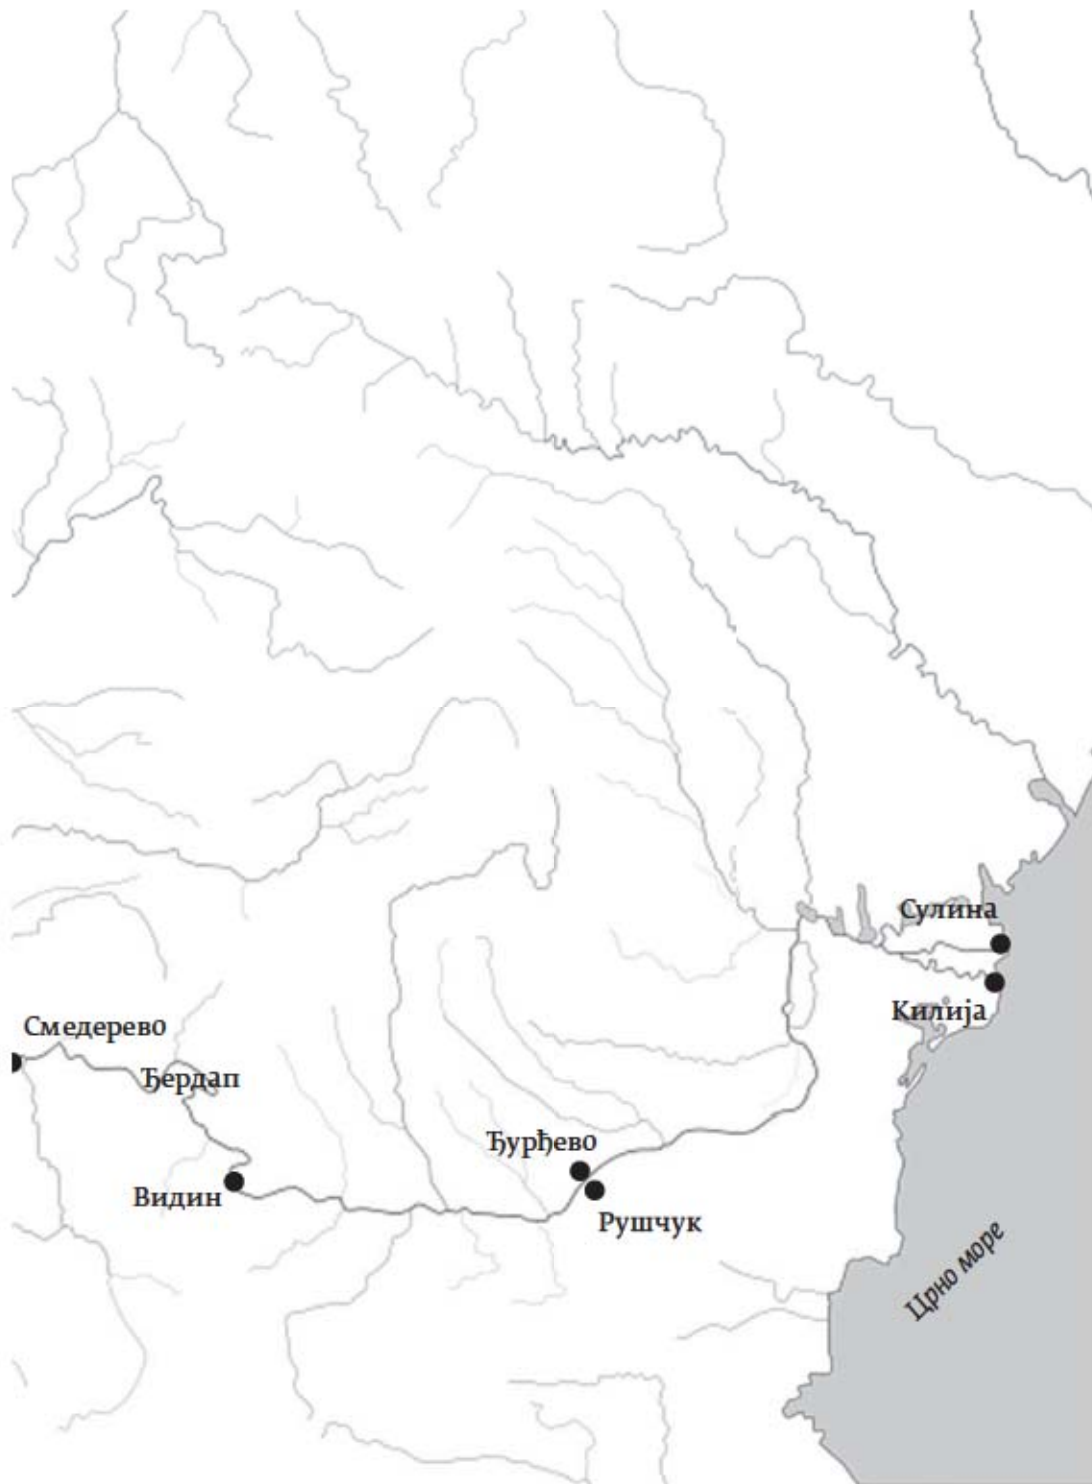 Сулина
Килија
Смедерево
Ђердап
Ђурђево
Видин
Рушчук
Црно море